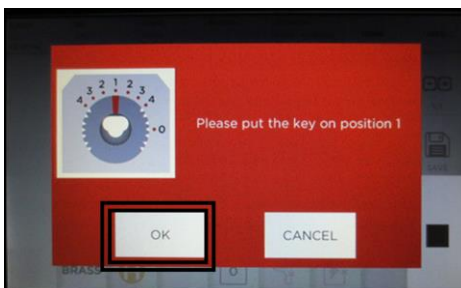 4 3 2 1 2 3 4
0
Please put the key on position 1
OK
CANCEL
SAVE
BRASS
0